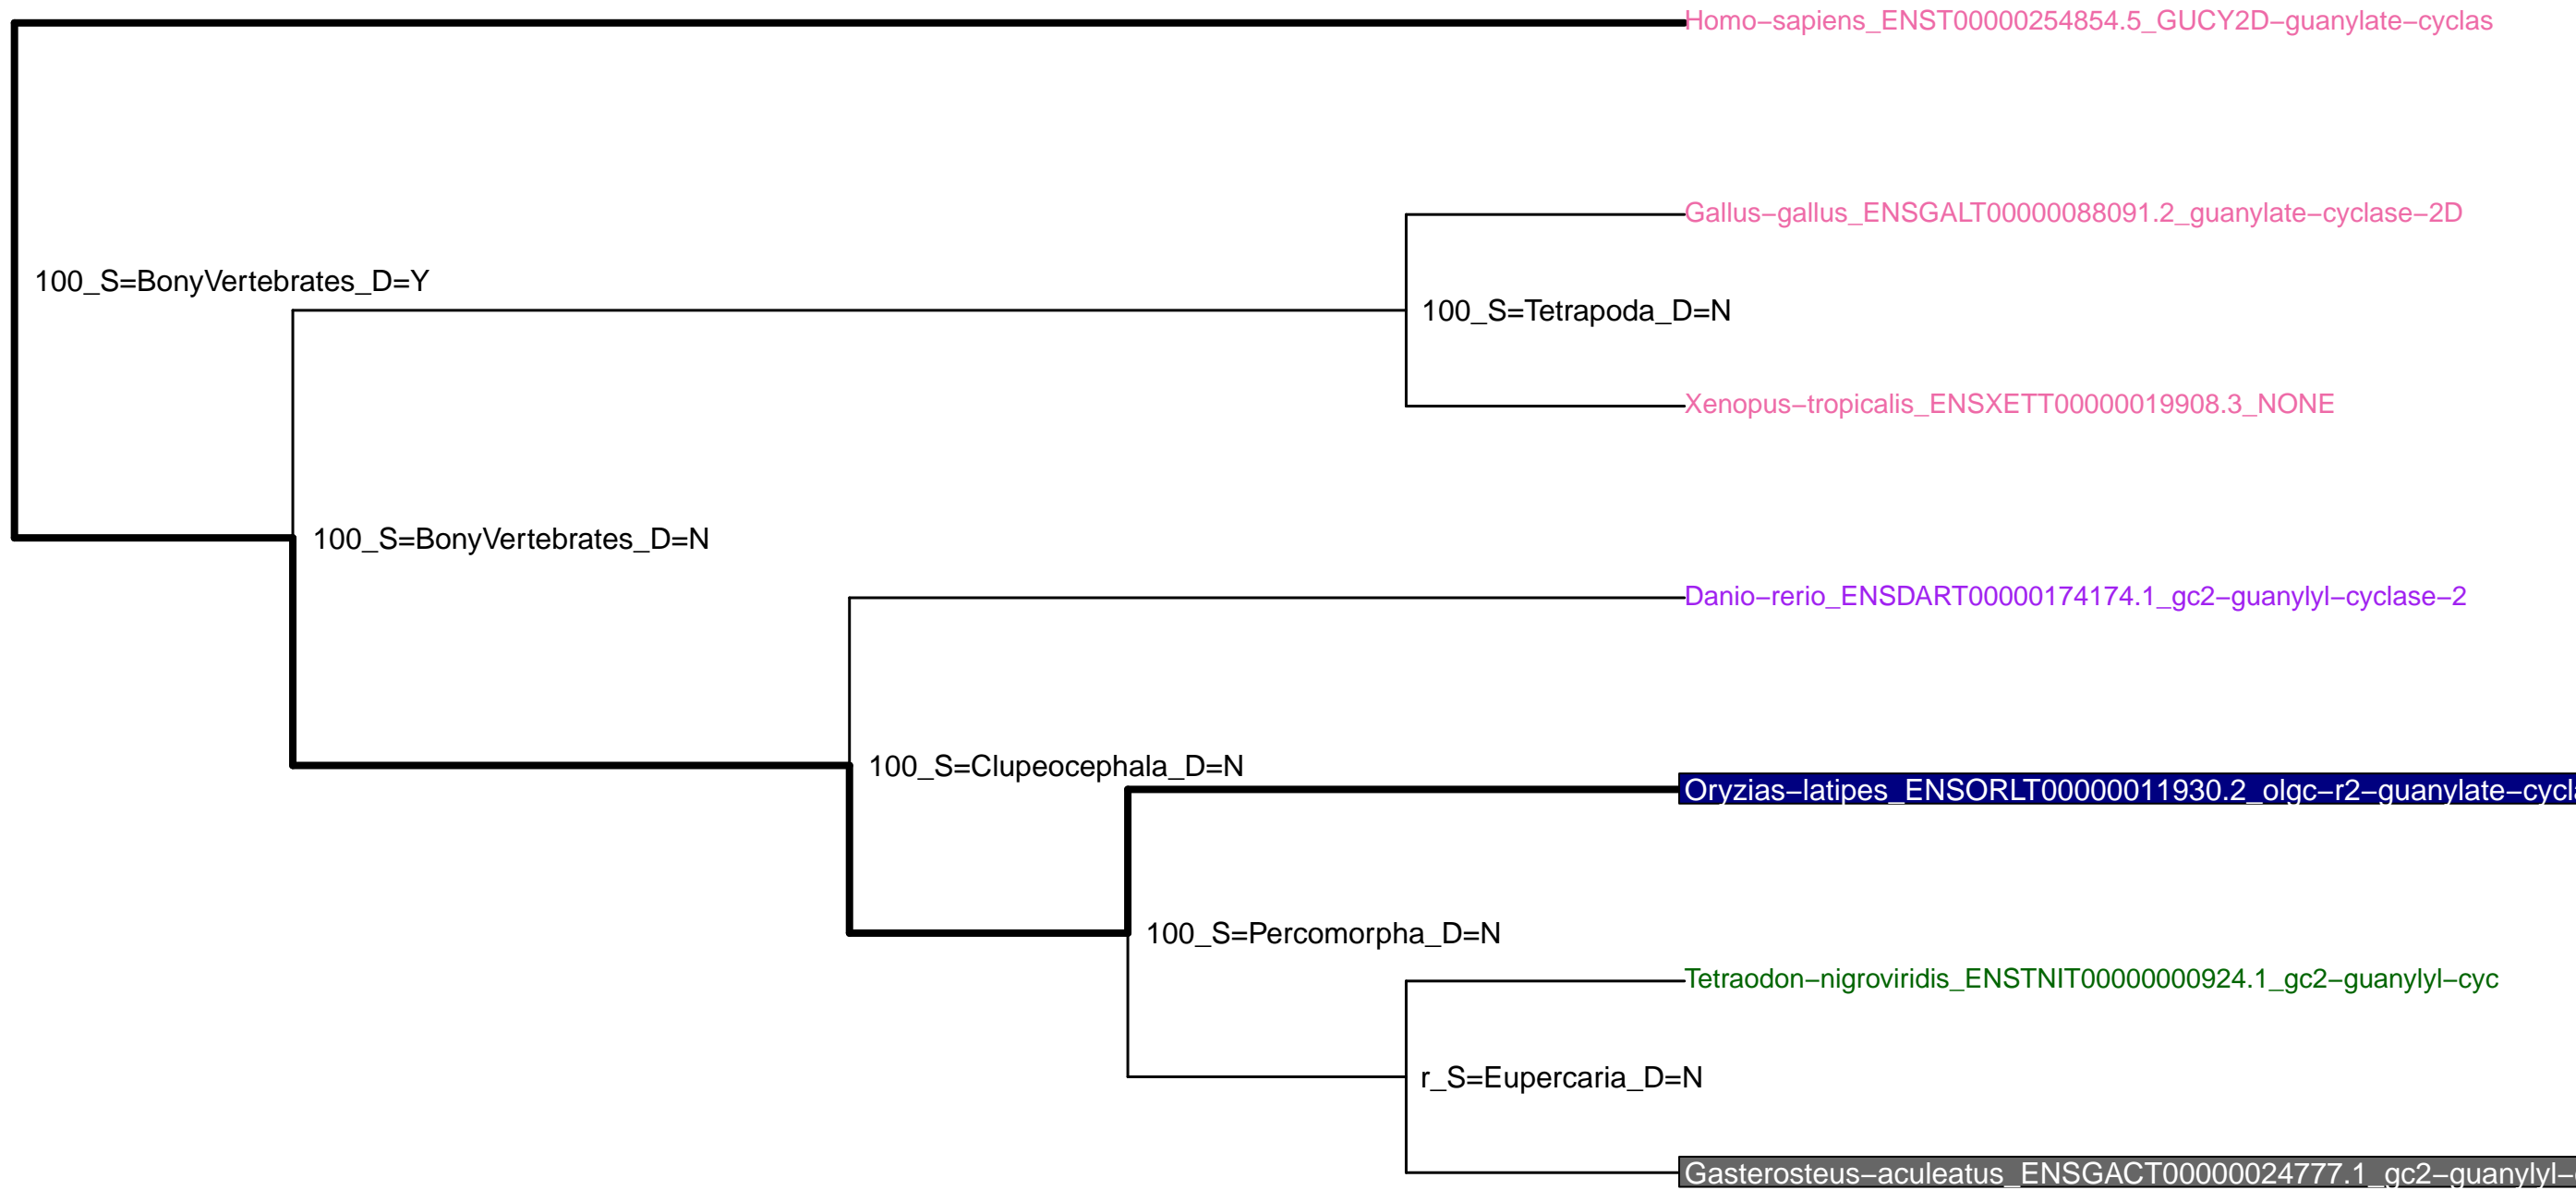 Homo−sapiens_ENST00000254854.5_GUCY2D−guanylate−cyclas
Gallus−gallus_ENSGALT00000088091.2_guanylate−cyclase−2D
100_S=BonyVertebrates_D=Y
100_S=Tetrapoda_D=N
Xenopus−tropicalis_ENSXETT00000019908.3_NONE
100_S=BonyVertebrates_D=N
Danio−rerio_ENSDART00000174174.1_gc2−guanylyl−cyclase−2
100_S=Clupeocephala_D=N
Oryzias−latipes_ENSORLT00000011930.2_olgc−r2−guanylate−cycl
100_S=Percomorpha_D=N
Tetraodon−nigroviridis_ENSTNIT00000000924.1_gc2−guanylyl−cyc
r_S=Eupercaria_D=N
Gasterosteus−aculeatus_ENSGACT00000024777.1_gc2−guanylyl−